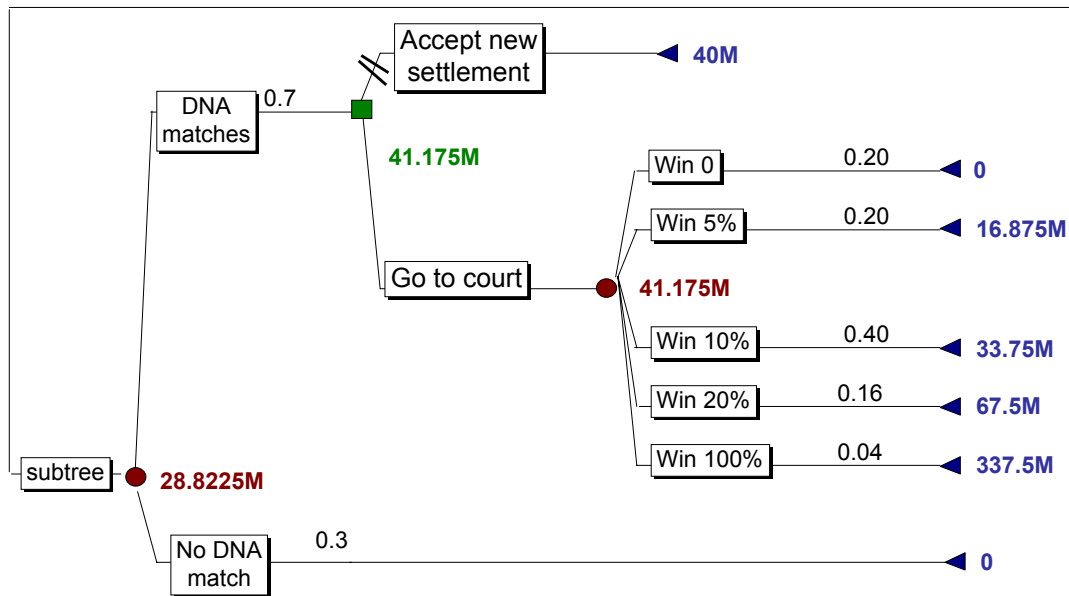 Accept new
settlement
40M
DNA
matches
0.7
41.175M
Win 0
0.20
0
Win 5%
0.20
16.875M
Go to court
41.175M
Win 10%
0.40
33.75M
Win 20%
0.16
67.5M
Win 100%
0.04
337.5M
subtree
28.8225M
No DNA
match
0.3
0